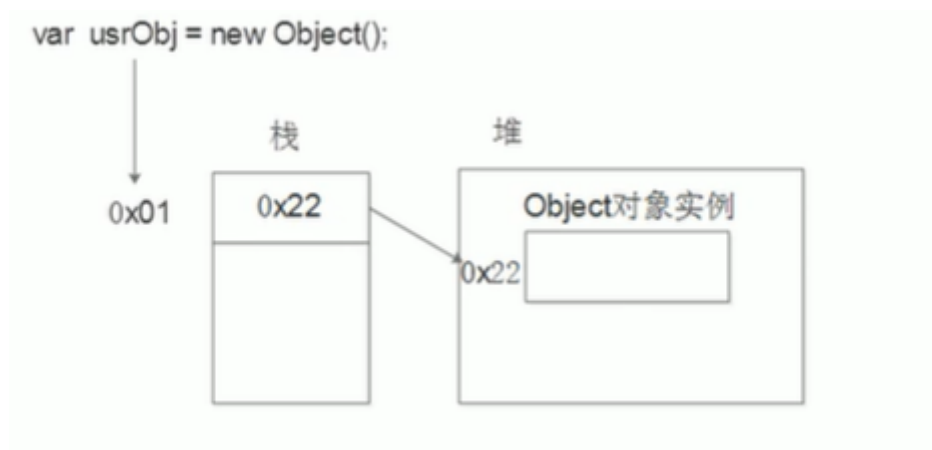 var usrObj = new Object();
栈
堆
0x01
0x22
Object对象实例
0x22